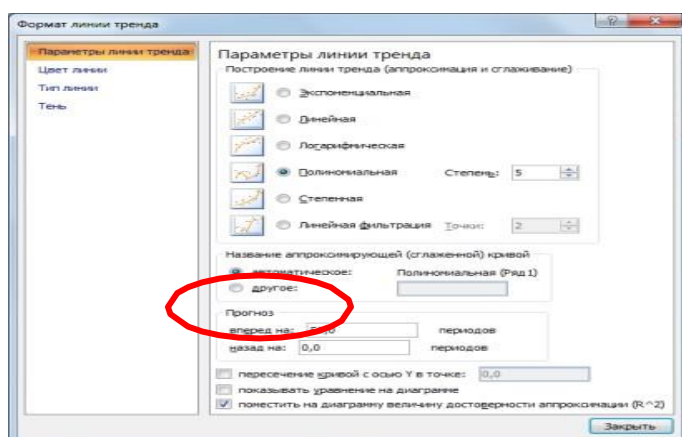 Формат линии тренда
Параметры линии тренда
Цвет линии
Тип линии
Тень
Параметры линии тренда
Построение линии тренда (аппроксимация и сглаживание)
Экспоненциальная
Линейная
Логарифмическая
Полиномиальная Степень: 5
Степенная
Линейная фильтрация Точки: 2
Название аппроксимирующей (сглаженной) кривой
автоматическое: Полиномиальная (Ряд1)
другое:
Прогноз
вперед на: периодов
назад на: 0,0 периодов
пересечение кривой с осью Y в точке: 0,0
показывать уравнение на диаграмме
поместить на диаграмму величину достоверности аппроксимации (R^2)
Закрыть